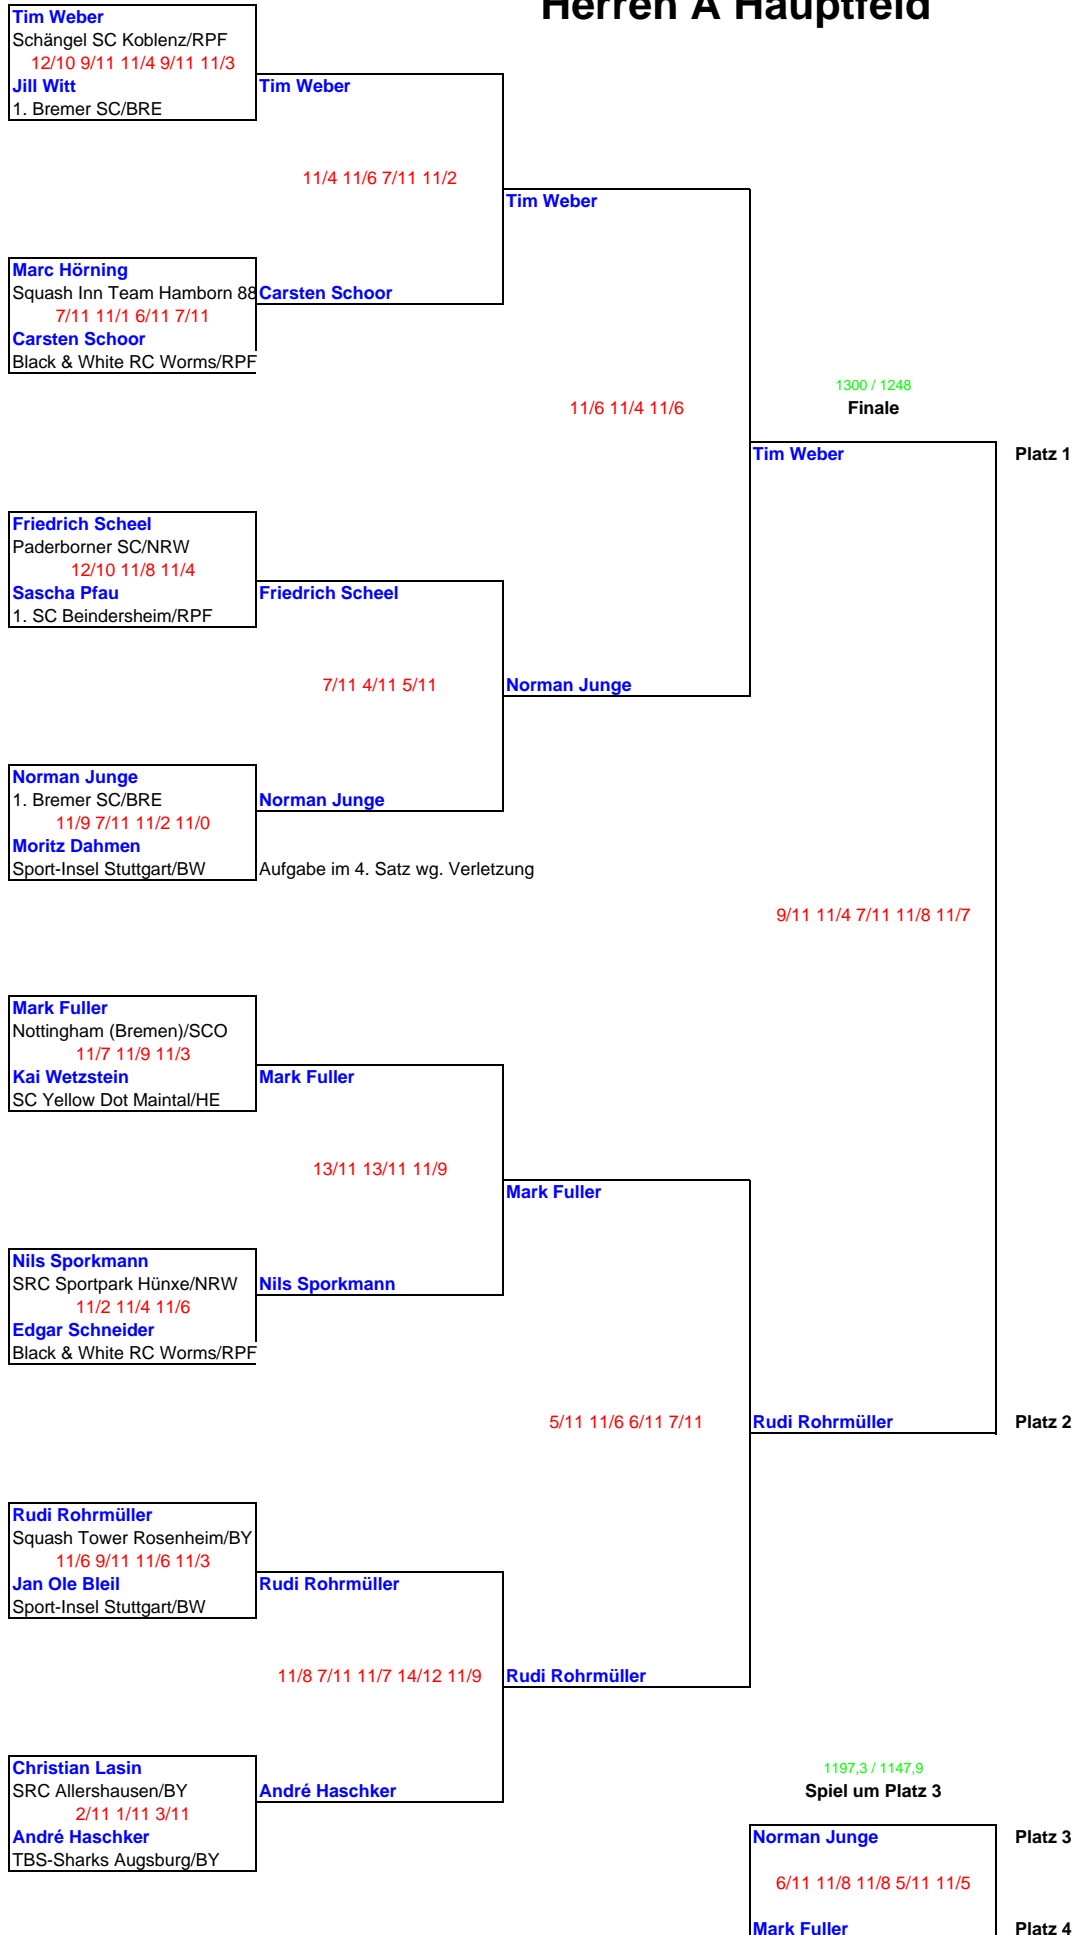 Herren A Hauptfeld
Tim Weber
Schängel SC Koblenz/RPF
12/10 9/11 11/4 9/11 11/3
Jill Witt
1. Bremer SC/BRE
Tim Weber
11/4 11/6 7/11 11/2
Tim Weber
Marc Hörning
Squash Inn Team Hamborn 88
7/11 11/1 6/11 7/11
Carsten Schoor
Black & White RC Worms/RPF
Carsten Schoor
11/6 11/4 11/6
1300 / 1248
Finale
Tim Weber
Platz 1
Friedrich Scheel
Paderborner SC/NRW
12/10 11/8 11/4
Sascha Pfau
1. SC Beindersheim/RPF
Friedrich Scheel
7/11 4/11 5/11
Norman Junge
Norman Junge
1. Bremer SC/BRE
11/9 7/11 11/2 11/0
Moritz Dahmen
Sport-Insel Stuttgart/BW
Norman Junge
Aufgabe im 4. Satz wg. Verletzung
9/11 11/4 7/11 11/8 11/7
Mark Fuller
Nottingham (Bremen)/SCO
11/7 11/9 11/3
Kai Wetzstein
SC Yellow Dot Maintal/HE
Mark Fuller
13/11 13/11 11/9
Mark Fuller
Nils Sporkmann
SRC Sportpark Hünxe/NRW
11/2 11/4 11/6
Edgar Schneider
Black & White RC Worms/RPF
Nils Sporkmann
5/11 11/6 6/11 7/11
Rudi Rohrmüller
Platz 2
Rudi Rohrmüller
Squash Tower Rosenheim/BY
11/6 9/11 11/6 11/3
Jan Ole Bleil
Sport-Insel Stuttgart/BW
Rudi Rohrmüller
11/8 7/11 11/7 14/12 11/9
Rudi Rohrmüller
Christian Lasin
SRC Allershausen/BY
2/11 1/11 3/11
André Haschker
TBS-Sharks Augsburg/BY
André Haschker
1197,3 / 1147,9
Spiel um Platz 3
Norman Junge
Platz 3
6/11 11/8 11/8 5/11 11/5
Mark Fuller
Platz 4